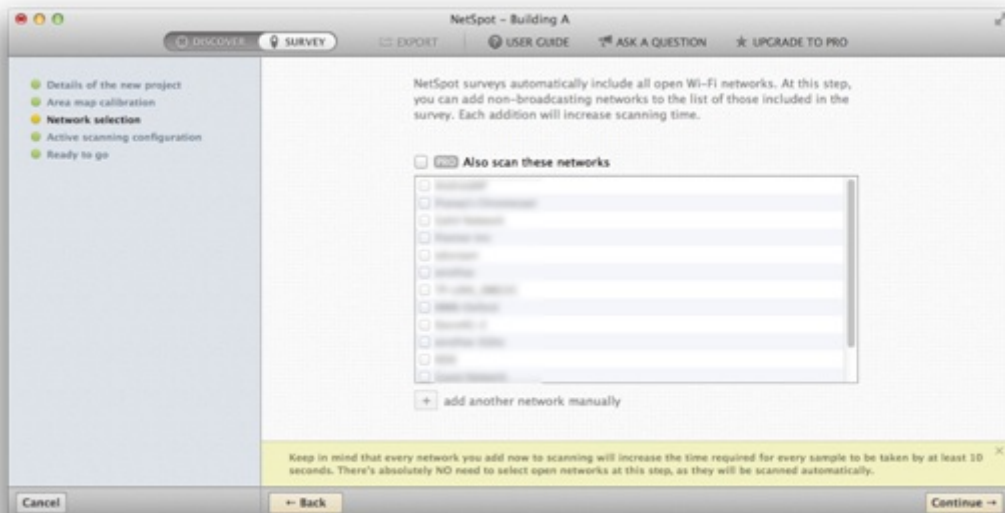 NetSpot – Building A
DISCOVER SURVEY EXPORT USER GUIDE ASK A QUESTION UPGRADE TO PRO
Details of the new project
Area map calibration
Network selection
Active scanning configuration
Ready to go
NetSpot surveys automatically include all open Wi-Fi networks. At this step,
you can add non-broadcasting networks to the list of those included in the
survey. Each addition will increase scanning time.
PRO Also scan these networks
+ add another network manually
Keep in mind that every network you add now to scanning will increase the time required for every sample to be taken by at least 10
seconds. There's absolutely NO need to select open networks at this step, as they will be scanned automatically.
Cancel ← Back Continue →